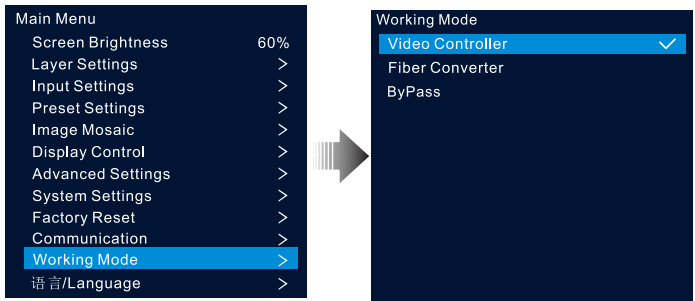 Main Menu
Screen Brightness 60%
Layer Settings >
Input Settings >
Preset Settings >
Image Mosaic >
Display Control >
Advanced Settings >
System Settings >
Factory Reset >
Communication >
Working Mode >
语言/Language >
Working Mode
Video Controller ✓
Fiber Converter
ByPass